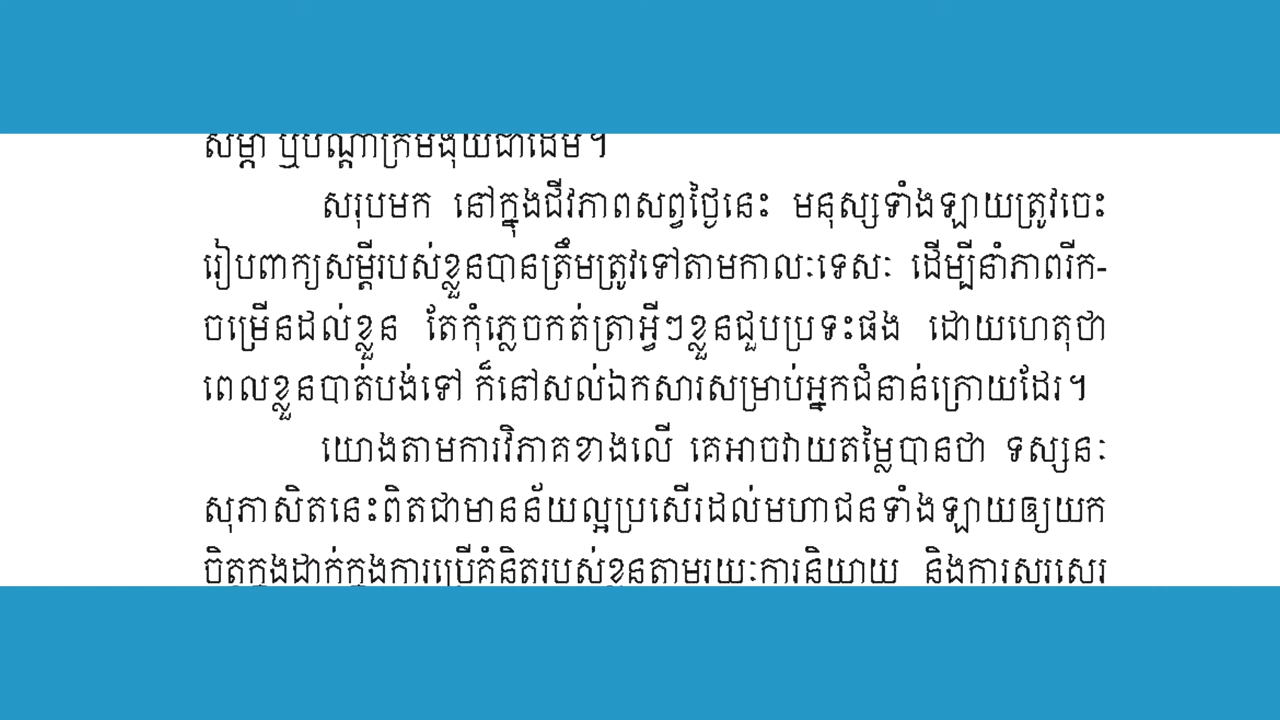 សម្ភា ឬបណ្ដាក្រមងុយជាដើម។
សរុបមក នៅក្នុងជីវភាពសព្វថ្ងៃនេះ មនុស្សទាំងឡាយត្រូវចេះ
រៀបពាក្យសម្ដីរបស់ខ្លួនបានត្រឹមត្រូវទៅតាមកាលៈទេសៈ ដើម្បីនាំភាពរីក-
ចម្រើនដល់ខ្លួន តែកុំភ្លេចកត់ត្រាអ្វីៗខ្លួនជួបប្រទះផង ដោយហេតុថា
ពេលខ្លួនបាត់បង់ទៅ ក៏នៅសល់ឯកសារសម្រាប់អ្នកជំនាន់ក្រោយដែរ។
យោងតាមការវិភាគខាងលើ គេអាចវាយតម្លៃបានថា ទស្សនៈ
សុភាសិតនេះពិតជាមានន័យល្អប្រសើរដល់មហាជនទាំងឡាយឲ្យយក
ចិត្តក្នុងដាក់ក្នុងការប្រើគំនិតរបស់ខ្លួនតាមរយៈការនិយាយ និងការសរសេរ